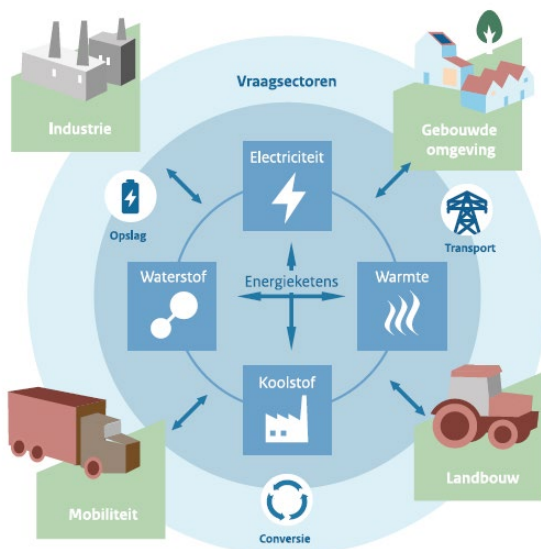 Vraagsectoren
Industrie
Gebouwde
omgeving
Electriciteit
Opslag
Transport
Waterstof
Energieketens
Warmte
Koolstof
Mobiliteit
Landbouw
Conversie